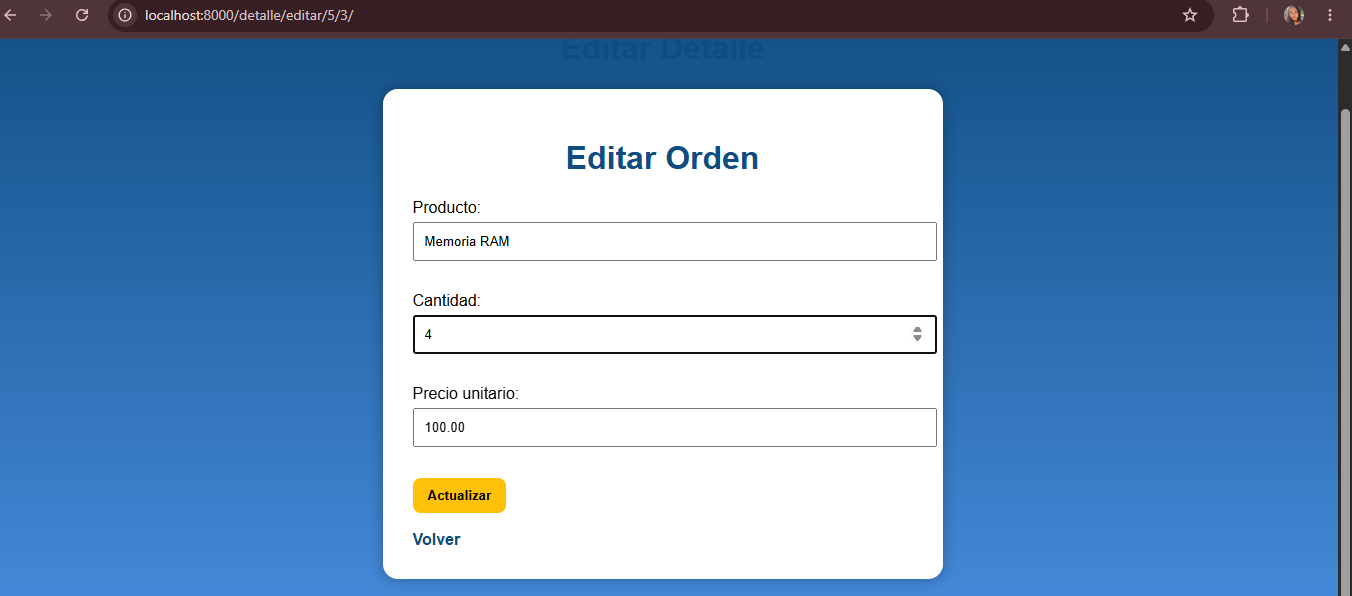 localhost:8000/detalle/editar/5/3/
Editar Detalle
Editar Orden
Producto:
Memoria RAM
Cantidad:
4
Precio unitario:
100.00
Actualizar
Volver